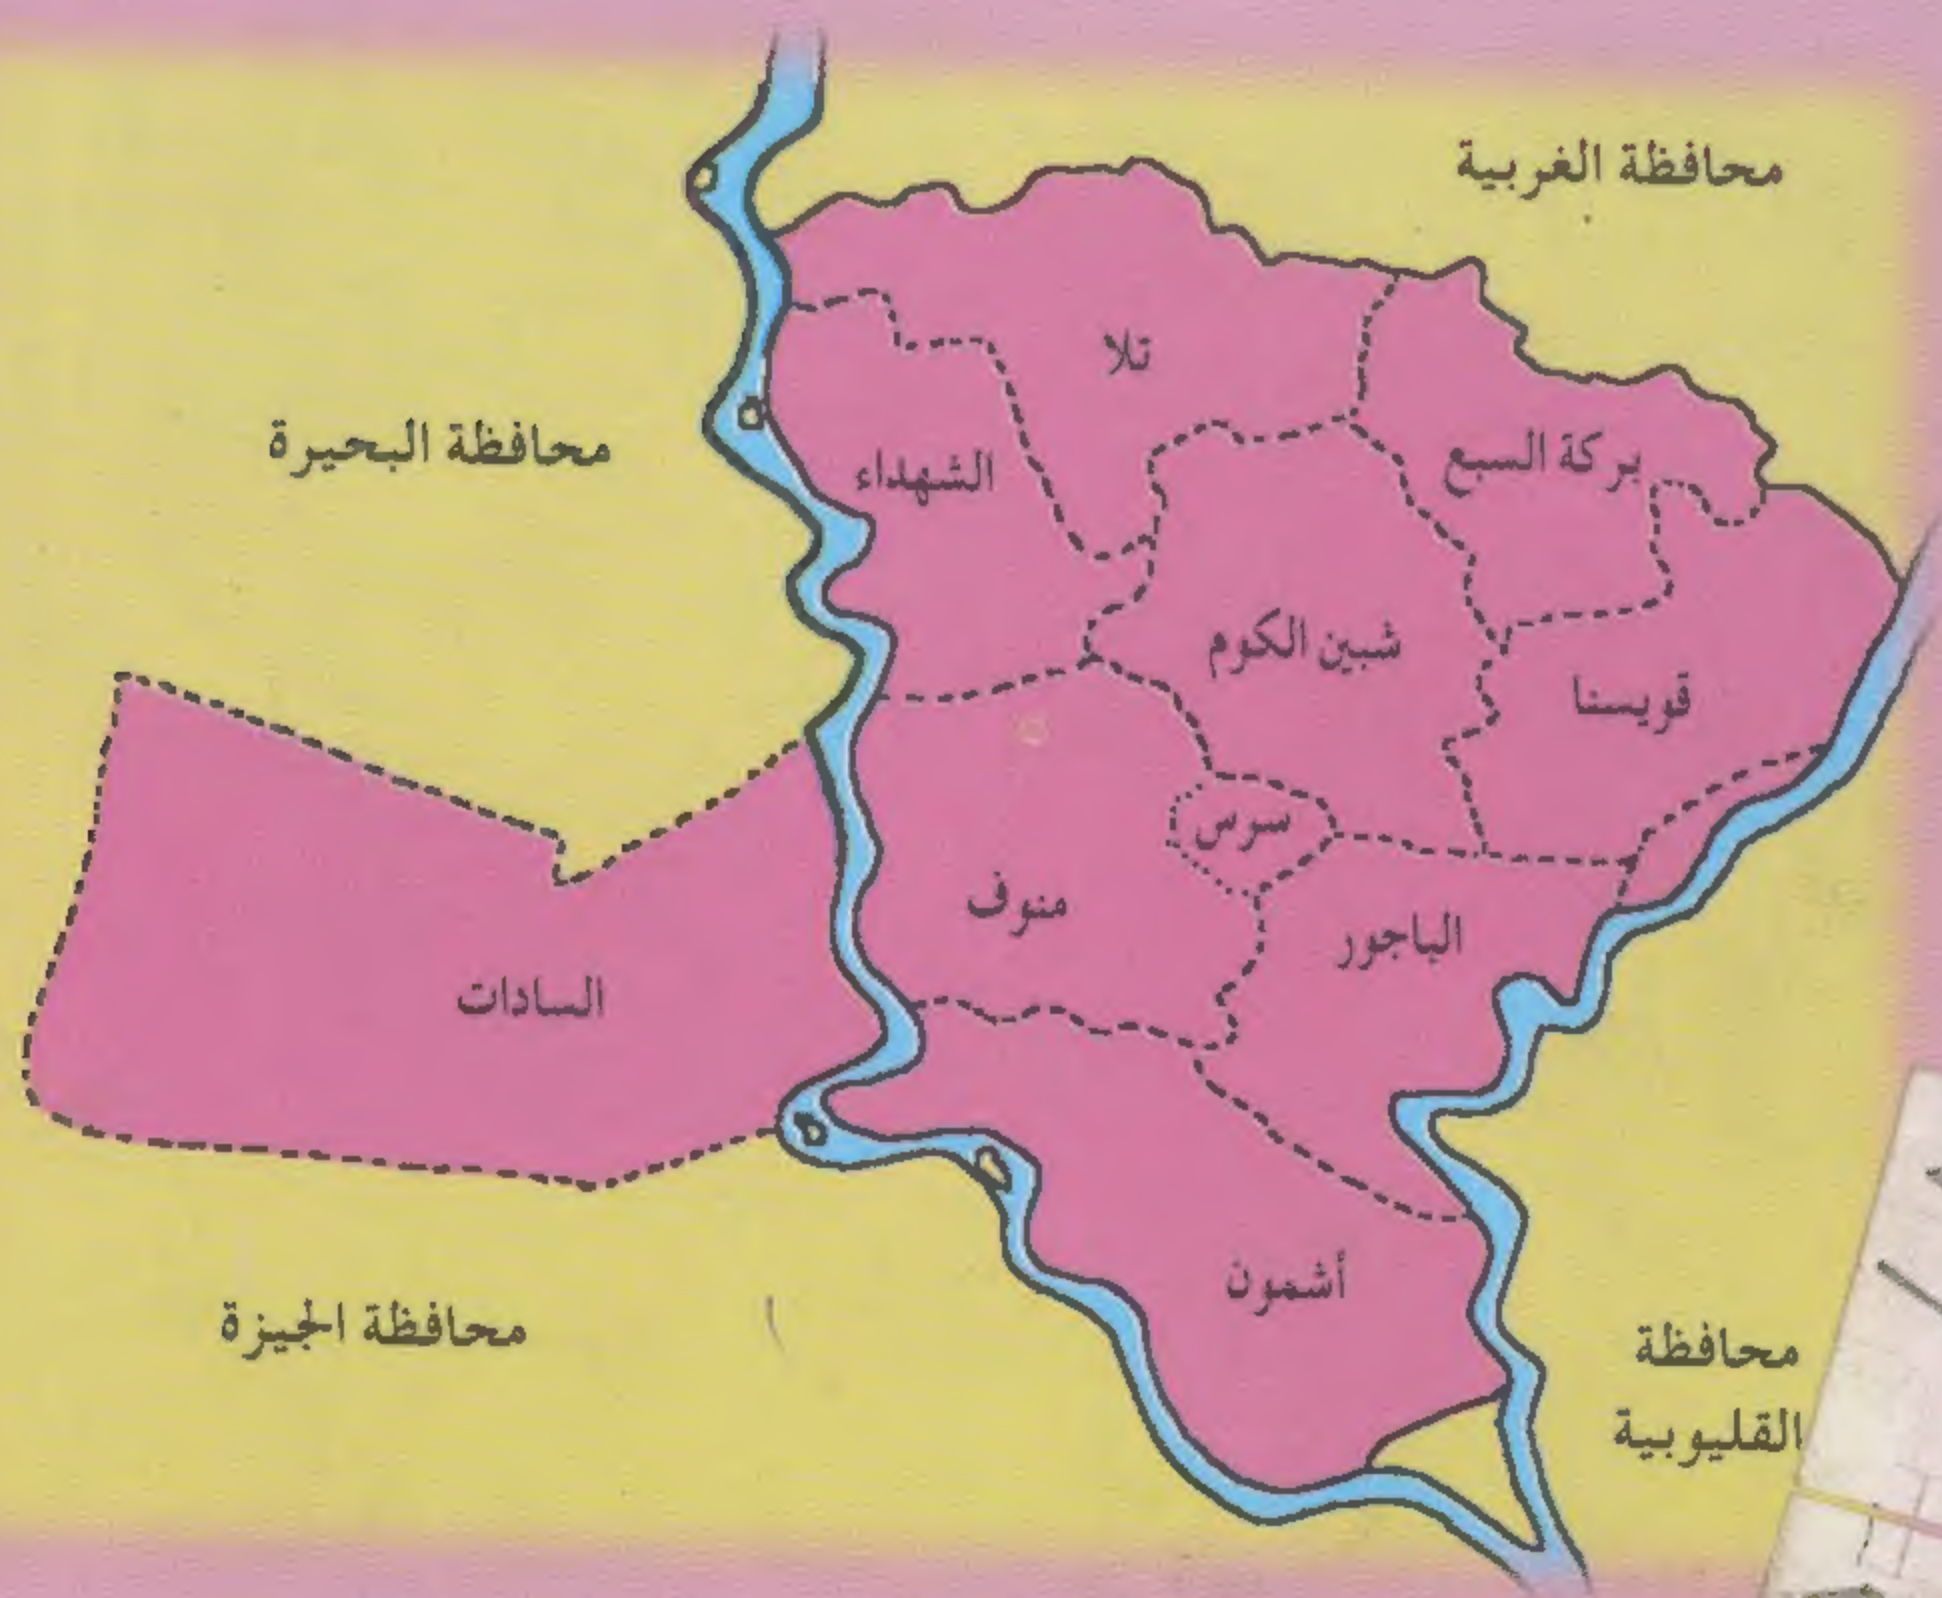 محافظة الغربية
تلا
محافظة البحيرة
الشهداء
بركة السبع
شبين الكوم
قويسنا
سرس
منوف
الباجور
السادات
أشمون
محافظة الجيزة
محافظة
القليوبية